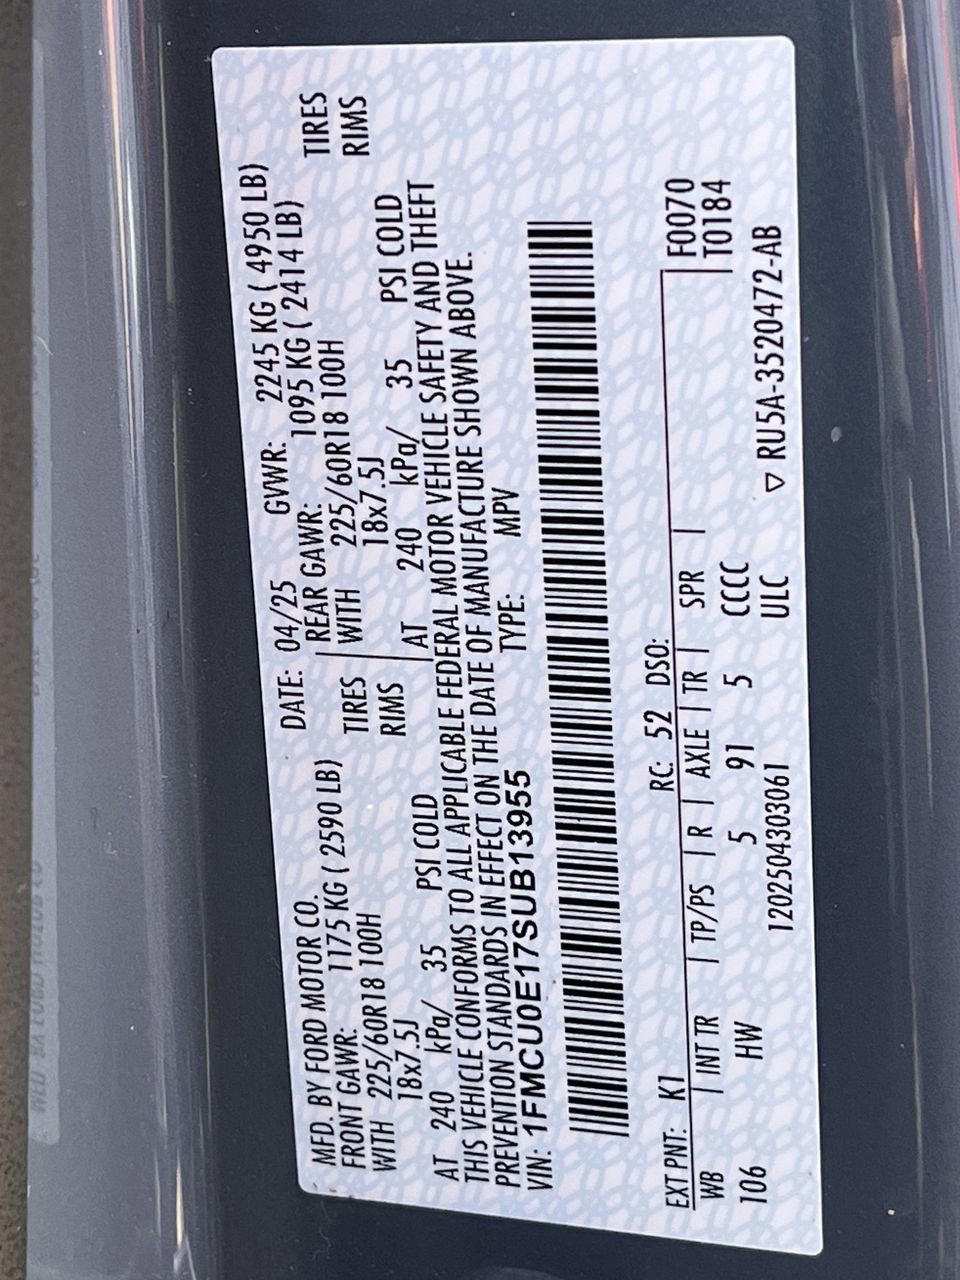 MFD. BY FORD MOTOR CO. DATE: 04/25 GVWR: 2245 KG ( 4950 LB)
FRONT GAWR: 1175 KG ( 2590 LB) REAR GAWR: 1095 KG ( 2414 LB)
WITH 225/60R18 100H TIRES WITH 225/60R18 100H TIRES
18x7.5J RIMS 18x7.5J RIMS
AT 240 kPa/ 35 PSI COLD AT 240 kPa/ 35 PSI COLD
THIS VEHICLE CONFORMS TO ALL APPLICABLE FEDERAL MOTOR VEHICLE SAFETY AND THEFT
PREVENTION STANDARDS IN EFFECT ON THE DATE OF MANUFACTURE SHOWN ABOVE.
VIN: 1FMCU0E17SUB13955 TYPE: MPV
EXT PNT: K1 RC: 52 DSO: F0070
WB | INT TR | TP/PS | R | AXLE | TR | SPR | T0184
106 HW 5 91 5 CCCC
120250430306​1 ULC ▽ RU5A-3520472-AB